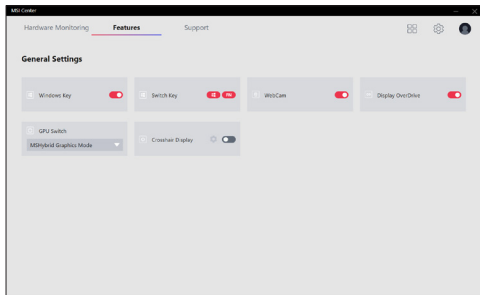 MSI Center
Hardware Monitoring Features Support
General Settings
Windows Key Switch Key FN WebCam Display OverDrive
GPU Switch
MSHybrid Graphics Mode
Crosshair Display